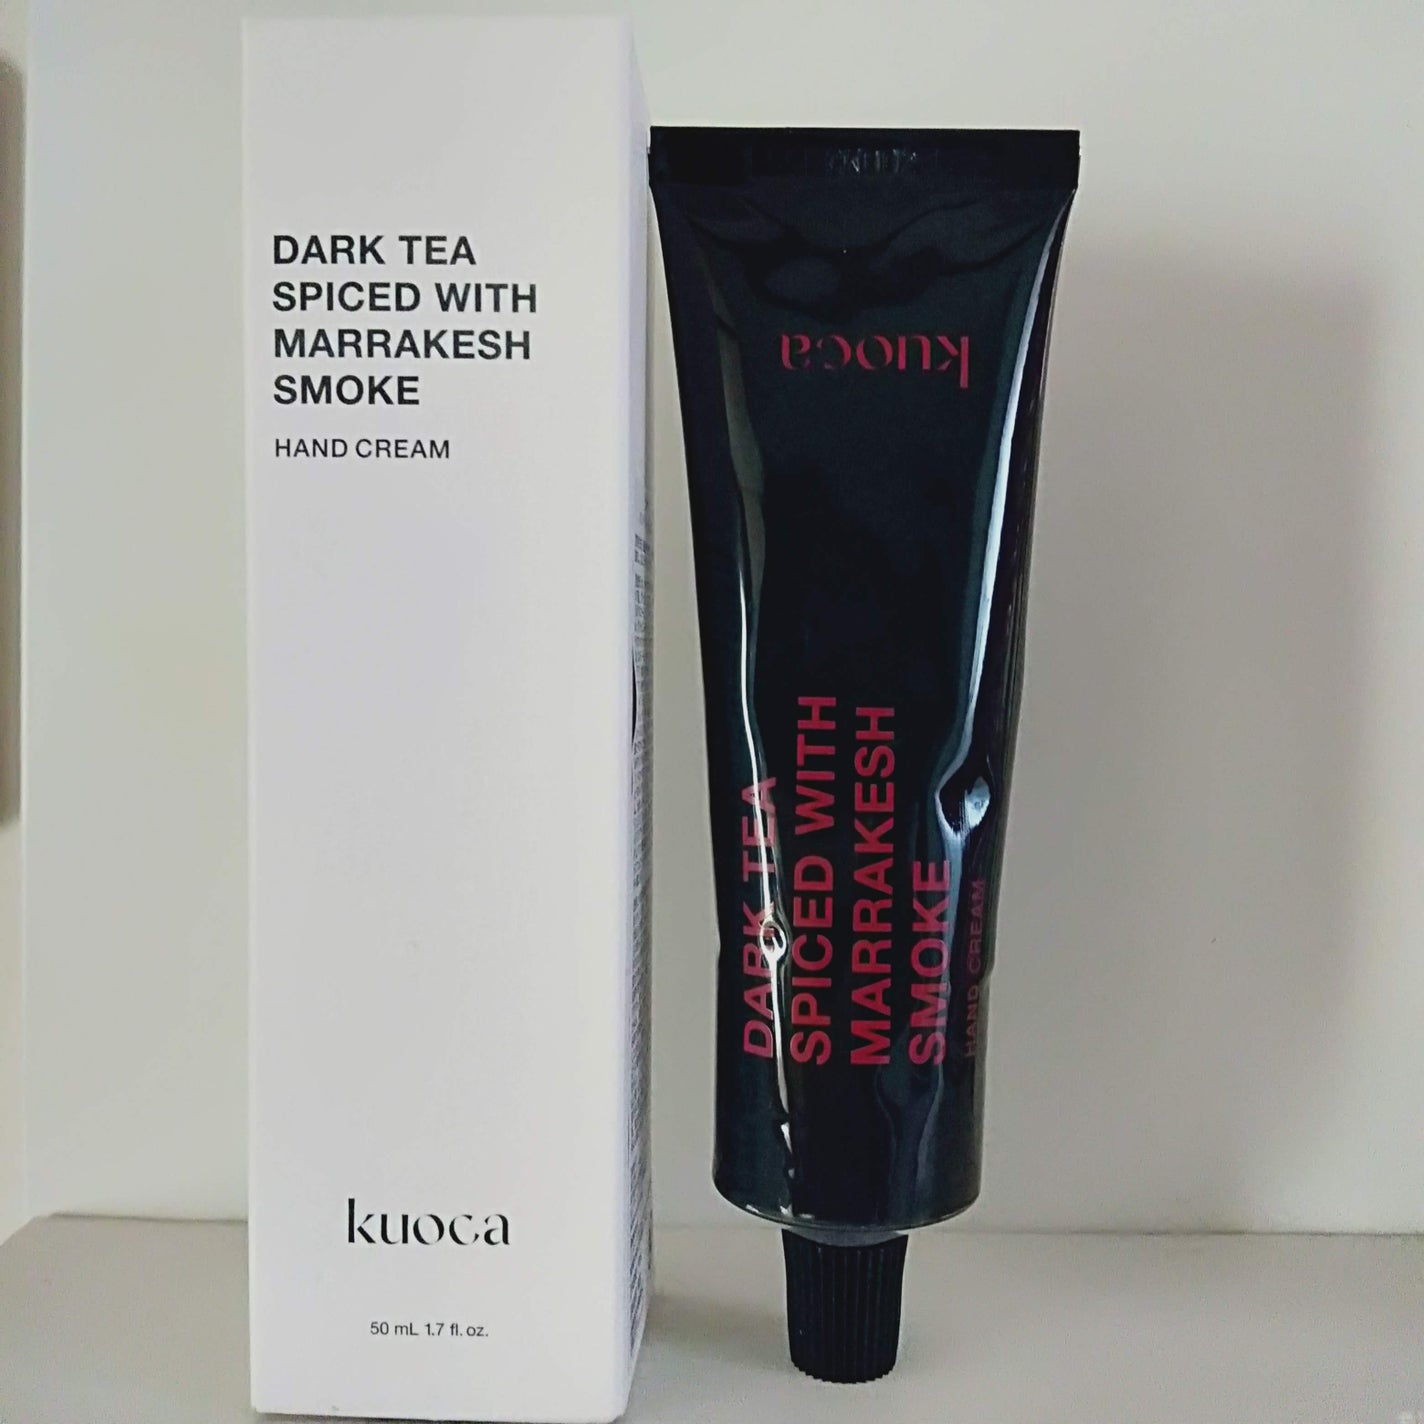 DARK TEA
SPICED WITH
MARRAKESH
SMOKE
HAND CREAM
kuoca
50 mL 1.7 fl. oz.
kuoca
DARK TEA
SPICED WITH
MARRAKESH
SMOKE
HAND CREAM